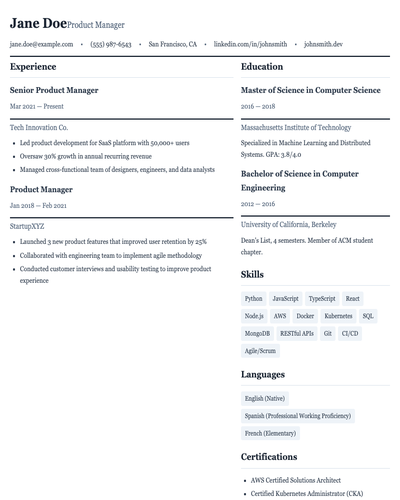 Jane Doe Product Manager
jane.doe@example.com • (555) 987-6543 • San Francisco, CA • linkedin.com/in/johnsmith • johnsmith.dev
Experience
Senior Product Manager
Mar 2021 — Present
Tech Innovation Co.
• Led product development for SaaS platform with 50,000+ users
• Oversaw 30% growth in annual recurring revenue
• Managed cross-functional team of designers, engineers, and data analysts
Product Manager
Jan 2018 — Feb 2021
StartupXYZ
• Launched 3 new product features that improved user retention by 25%
• Collaborated with engineering team to implement agile methodology
• Conducted customer interviews and usability testing to improve product
experience
Education
Master of Science in Computer Science
2016 — 2018
Massachusetts Institute of Technology
Specialized in Machine Learning and Distributed
Systems. GPA: 3.8/4.0
Bachelor of Science in Computer
Engineering
2012 — 2016
University of California, Berkeley
Dean's List, 4 semesters. Member of ACM student
chapter.
Skills
Python JavaScript TypeScript React
Node.js AWS Docker Kubernetes SQL
MongoDB RESTful APIs Git CI/CD
Agile/Scrum
Languages
English (Native)
Spanish (Professional Working Proficiency)
French (Elementary)
Certifications
• AWS Certified Solutions Architect
• Certified Kubernetes Administrator (CKA)